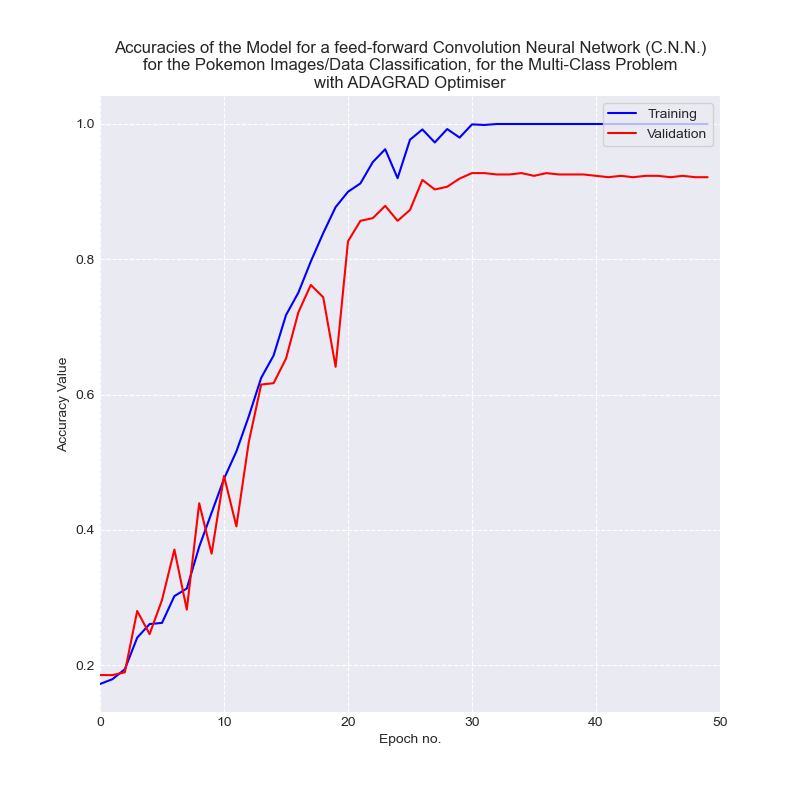 Accuracies of the Model for a feed-forward Convolution Neural Network (C.N.N.)
for the Pokemon Images/Data Classification, for the Multi-Class Problem
with ADAGRAD Optimiser
Training
Validation
1.0
0.8
0.6
0.4
0.2
Accuracy Value
0 10 20 30 40 50
Epoch no.